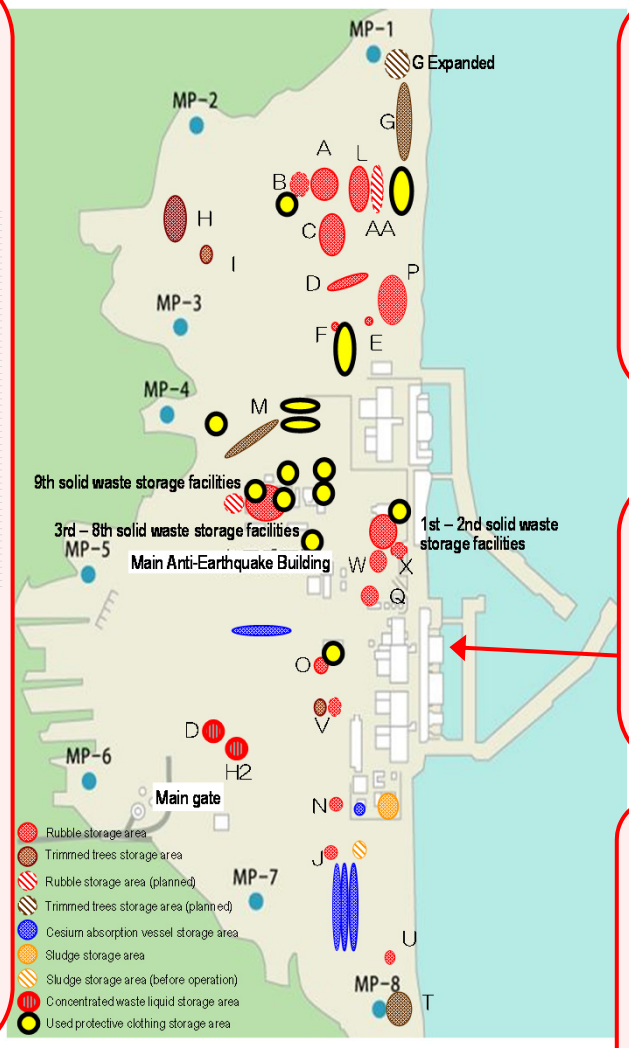 MP-1
G Expanded
MP-2
G
A
L
B
H
C
AA
I
D
P
MP-3
F
E
MP-4
M
9th solid waste storage facilities
3rd – 8th solid waste storage facilities
1st – 2nd solid waste
storage facilities
MP-5
Main Anti-Earthquake Building
W
X
Q
O
V
D
H2
MP-6
Main gate
N
J
MP-7
U
MP-8
T
Rubble storage area
Trimmed trees storage area
Rubble storage area (planned)
Trimmed trees storage area (planned)
Cesium absorption vessel storage area
Sludge storage area
Sludge storage area (before operation)
Concentrated waste liquid storage area
Used protective clothing storage area